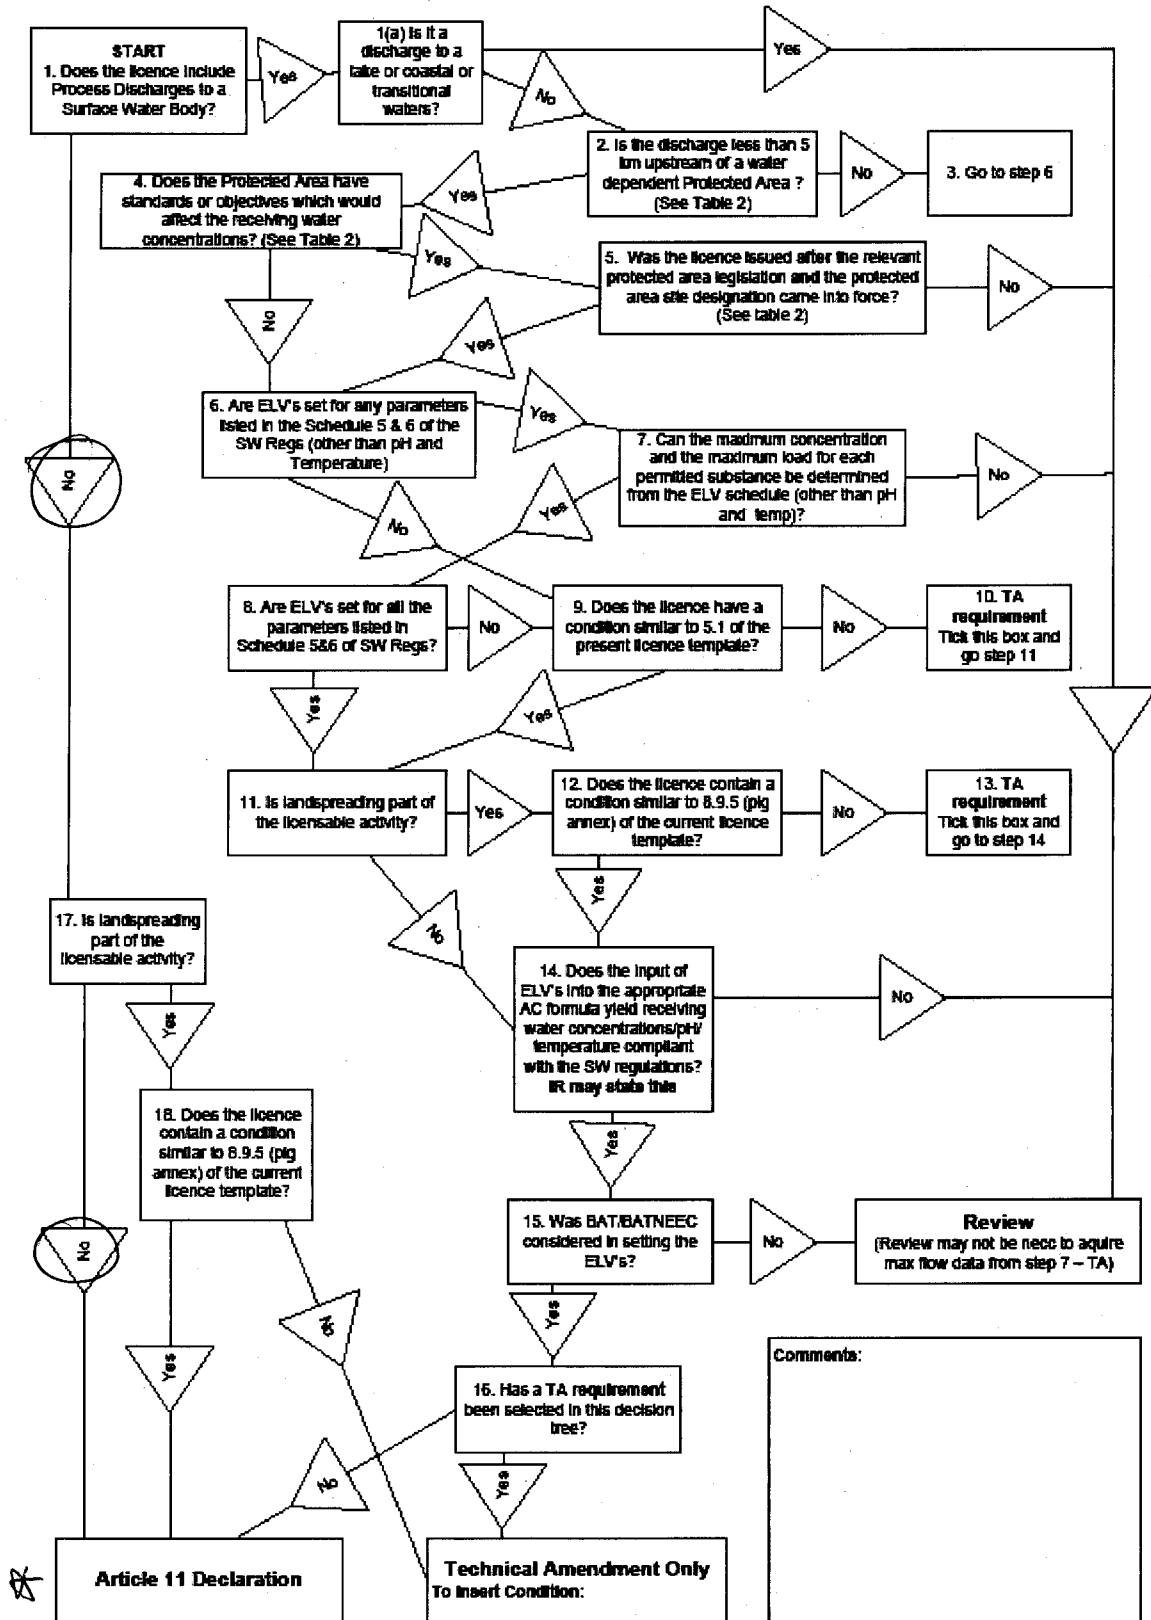 START
1. Does the licence include
Process Discharges to a
Surface Water Body?
Yes
1(a) Is it a
discharge to a
lake or coastal or
transitional
waters?
Yes
No
2. Is the discharge less than 5
km upstream of a water
dependent Protected Area ?
(See Table 2)
No
3. Go to step 6
Yes
4. Does the Protected Area have
standards or objectives which would
affect the receiving water
concentrations? (See Table 2)
Yes
No
5. Was the licence issued after the relevant
protected area legislation and the protected
area site designation came into force?
(See table 2)
No
Yes
6. Are ELV's set for any parameters
listed in the Schedule 5 & 6 of the
SW Regs (other than pH and
Temperature)
Yes
No
7. Can the maximum concentration
and the maximum load for each
permitted substance be determined
from the ELV schedule (other than pH
and temp)?
No
Yes
No
8. Are ELV's set for all the
parameters listed in
Schedule 5&6 of SW Regs?
No
9. Does the licence have a
condition similar to 5.1 of the
present licence template?
No
10. TA
requirement
Tick this box and
go step 11
Yes
Yes
11. Is landspreading part of
the licensable activity?
Yes
12. Does the licence contain a
condition similar to 8.9.5 (pig
annex) of the current licence
template?
No
13. TA
requirement
Tick this box and
go to step 14
Yes
No
17. Is landspreading
part of the
licensable activity?
14. Does the input of
ELV's into the appropriate
AC formula yield receiving
water concentrations/pH/
temperature compliant
with the SW regulations?
IR may state this
No
Yes
18. Does the licence
contain a condition
similar to 8.9.5 (pig
annex) of the current
licence template?
Yes
No
15. Was BAT/BATNEEC
considered in setting the
ELV's?
No
Review
(Review may not be necc to aquire
max flow data from step 7 – TA)
No
Yes
Yes
Comments:
16. Has a TA requirement
been selected in this decision
tree?
No
Yes
Article 11 Declaration
Technical Amendment Only
To Insert Condition: